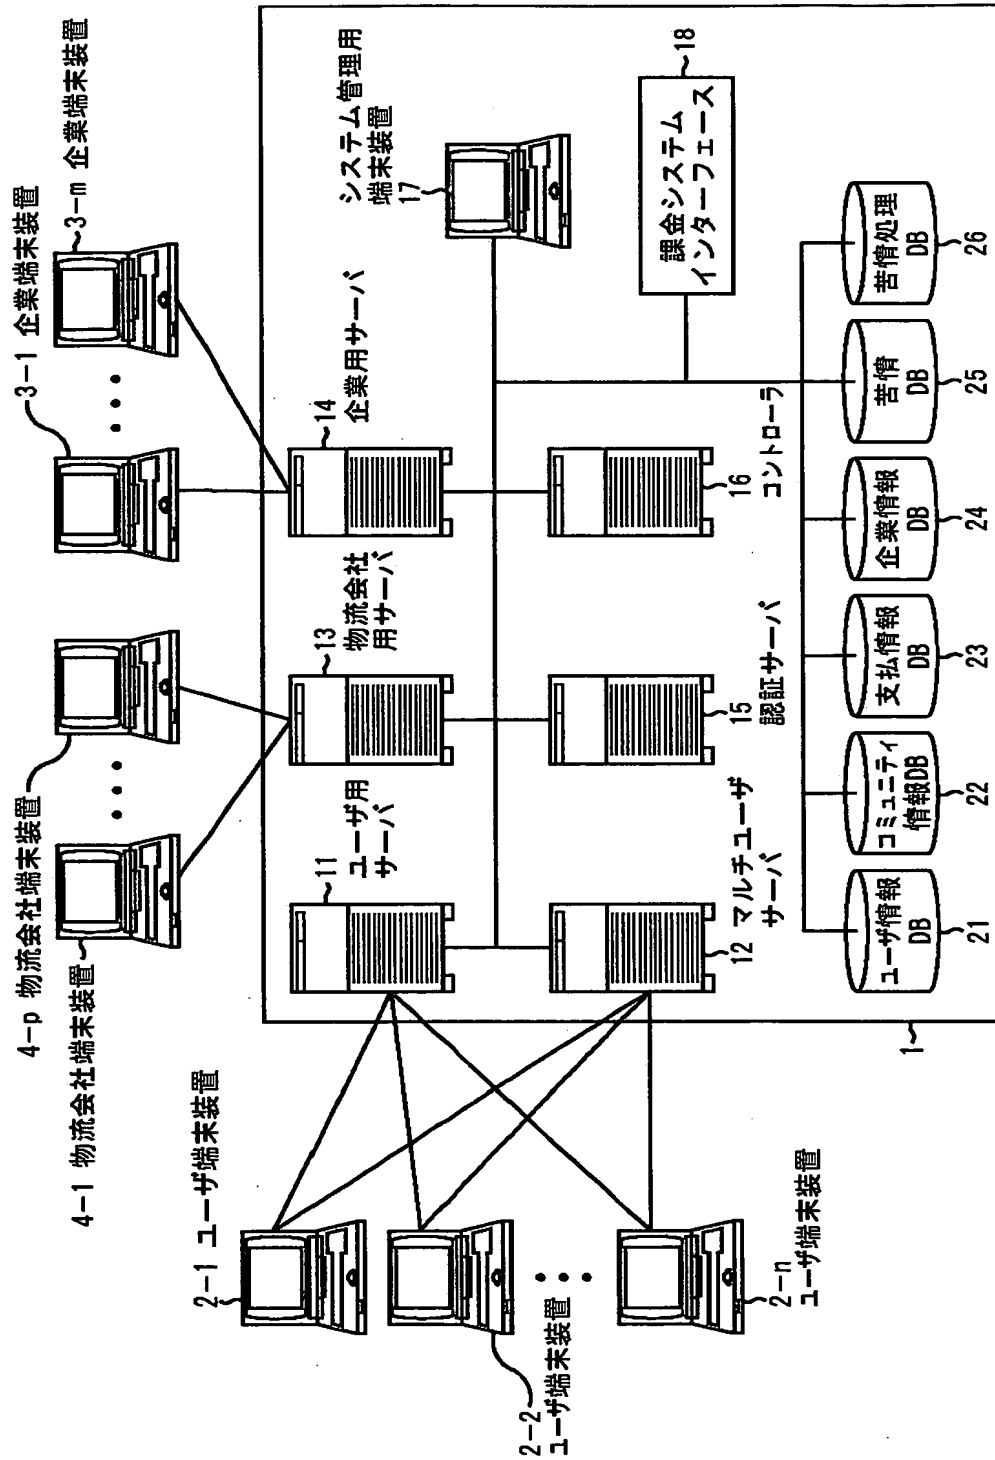 4-p 物流会社端末装置
4-1 物流会社端末装置
3-1 企業端末装置
3-m 企業端末装置
2-1 ユーザ端末装置
2-2
ユーザ端末装置
2-n
ユーザ端末装置
11
ユーザ用
サーバ
13
物流会社
用サーバ
14
企業用サーバ
システム管理用
端末装置
17
12 マルチユーザ
サーバ
15
認証サーバ
16
コントローラ
課金システム
インターフェース
18
1
ユーザ情報
DB
21
コミュニティ
情報DB
22
支払情報
DB
23
企業情報
DB
24
苦情
DB
25
苦情処理
DB
26